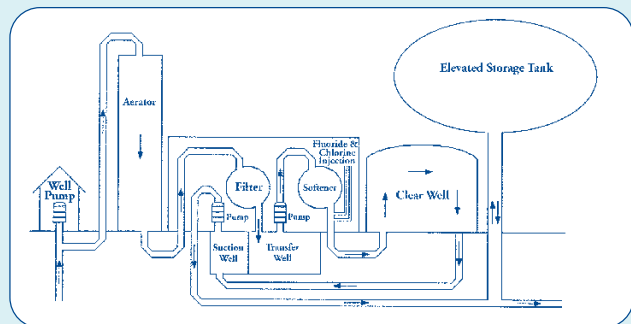 Elevated Storage Tank
Aerator
Fluoride &
Chlorine
Injection
Well
Pump
Filter
Softener
Clear Well
Pump
Pump
Suction
Well
Transfer
Well